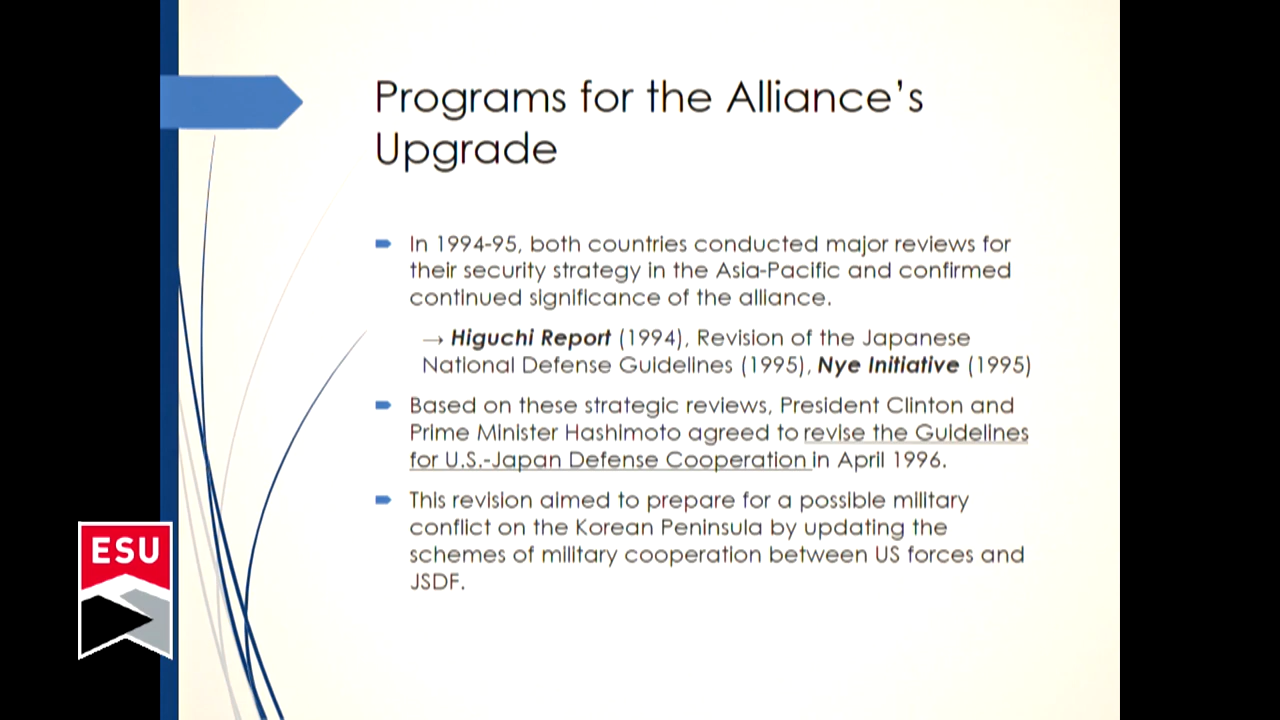 Programs for the Alliance's
Upgrade
In 1994-95, both countries conducted major reviews for
their security strategy in the Asia-Pacific and confirmed
continued significance of the alliance.
→ Higuchi Report (1994), Revision of the Japanese
National Defense Guidelines (1995), Nye Initiative (1995)
Based on these strategic reviews, President Clinton and
Prime Minister Hashimoto agreed to revise the Guidelines
for U.S.-Japan Defense Cooperation in April 1996.
This revision aimed to prepare for a possible military
conflict on the Korean Peninsula by updating the
schemes of military cooperation between US forces and
JSDF.
ESU